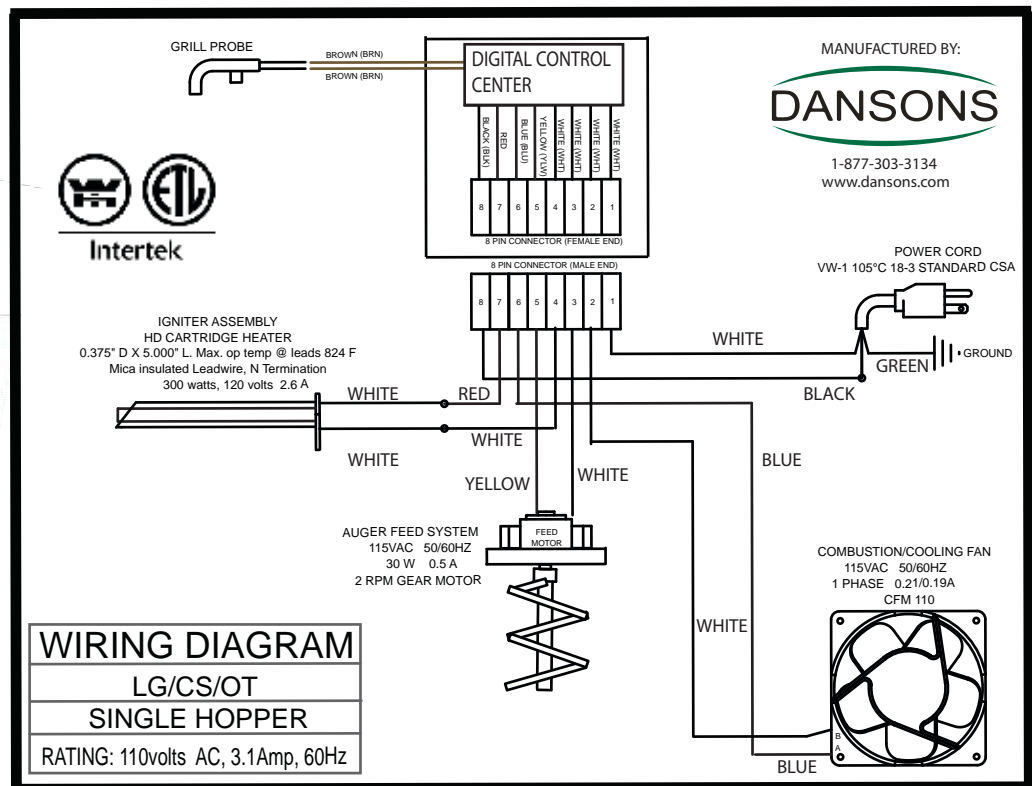 GRILL PROBE
BROWN (BRN)
BROWN (BRN)
DIGITAL CONTROL
CENTER
BLACK (BLK)
RED
BLUE (BLU)
YELLOW (YLW)
WHITE (WHT)
WHITE (WHT)
WHITE (WHT)
WHITE (WHT)
8 7 6 5 4 3 2 1
8 PIN CONNECTOR (FEMALE END)
8 PIN CONNECTOR (MALE END)
8 7 6 5 4 3 2 1
MANUFACTURED BY:
DANSONS
1-877-303-3134
www.dansons.com
ETL
Intertek
POWER CORD
VW-1 105°C 18-3 STANDARD CSA
WHITE
GREEN
GROUND
BLACK
IGNITER ASSEMBLY
HD CARTRIDGE HEATER
0.375" D X 5.000" L. Max. op temp @ leads 824 F
Mica insulated Leadwire, N Termination
300 watts, 120 volts 2.6 A
WHITE
RED
WHITE
WHITE
YELLOW
WHITE
BLUE
AUGER FEED SYSTEM
115VAC 50/60HZ
30 W 0.5 A
2 RPM GEAR MOTOR
FEED
MOTOR
COMBUSTION/COOLING FAN
115VAC 50/60HZ
1 PHASE 0.21/0.19A
CFM 110
WHITE
B
A
BLUE
WIRING DIAGRAM
LG/CS/OT
SINGLE HOPPER
RATING: 110volts AC, 3.1Amp, 60Hz